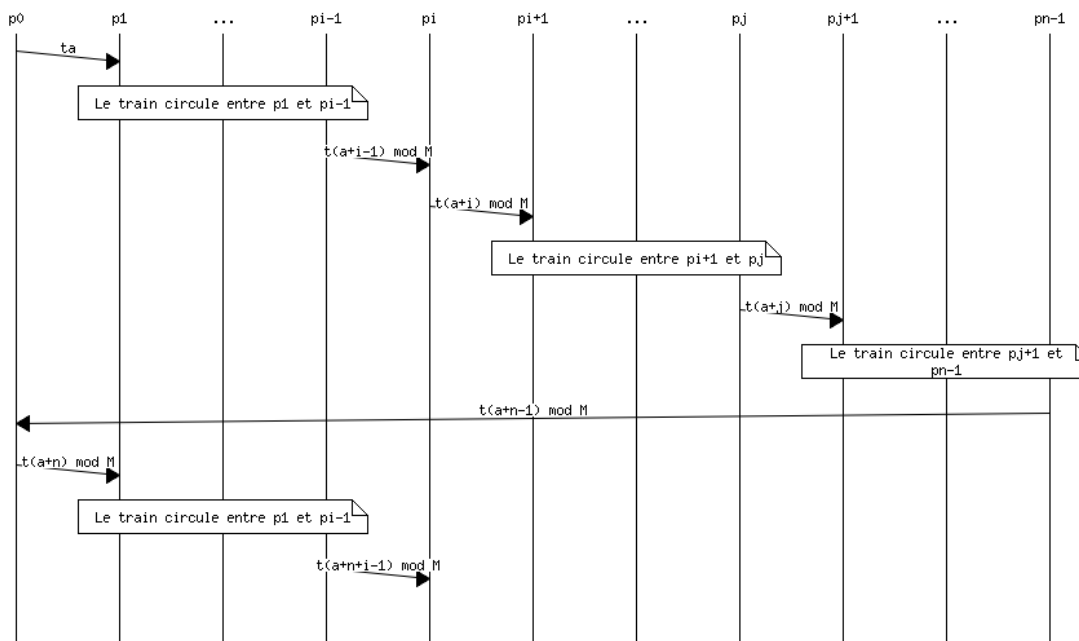 p0 p1 ... pi-1 pi pi+1 ... pj pj+1 ... pn-1
ta
Le train circule entre p1 et pi-1
t(a+i-1) mod M
t(a+i) mod M
Le train circule entre pi+1 et pj
t(a+j) mod M
Le train circule entre pj+1 et
pn-1
t(a+n-1) mod M
t(a+n) mod M
Le train circule entre p1 et pi-1
t(a+n+i-1) mod M